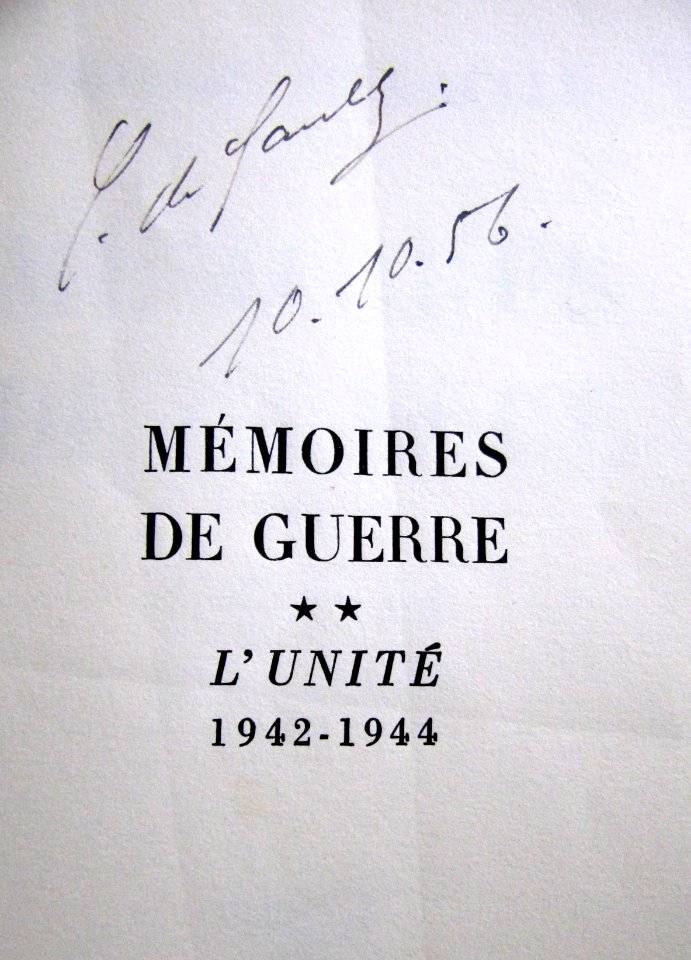 C. de Gaulle.
10.10.56.
MÉMOIRES
DE GUERRE
★ ★
L'UNITÉ
1942-1944